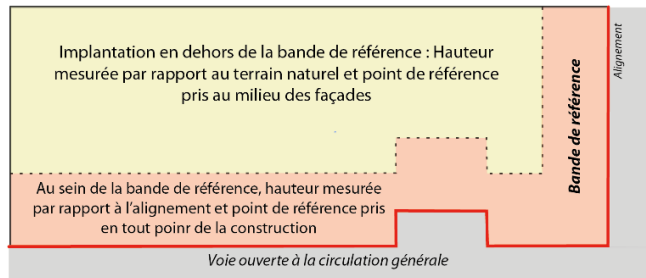 Implantation en dehors de la bande de référence : Hauteur
mesurée par rapport au terrain naturel et point de référence
pris au milieu des façades
Alignement
Bande de référence
Au sein de la bande de référence, hauteur mesurée
par rapport à l'alignement et point de référence pris
en tout poinr de la construction
Voie ouverte à la circulation générale